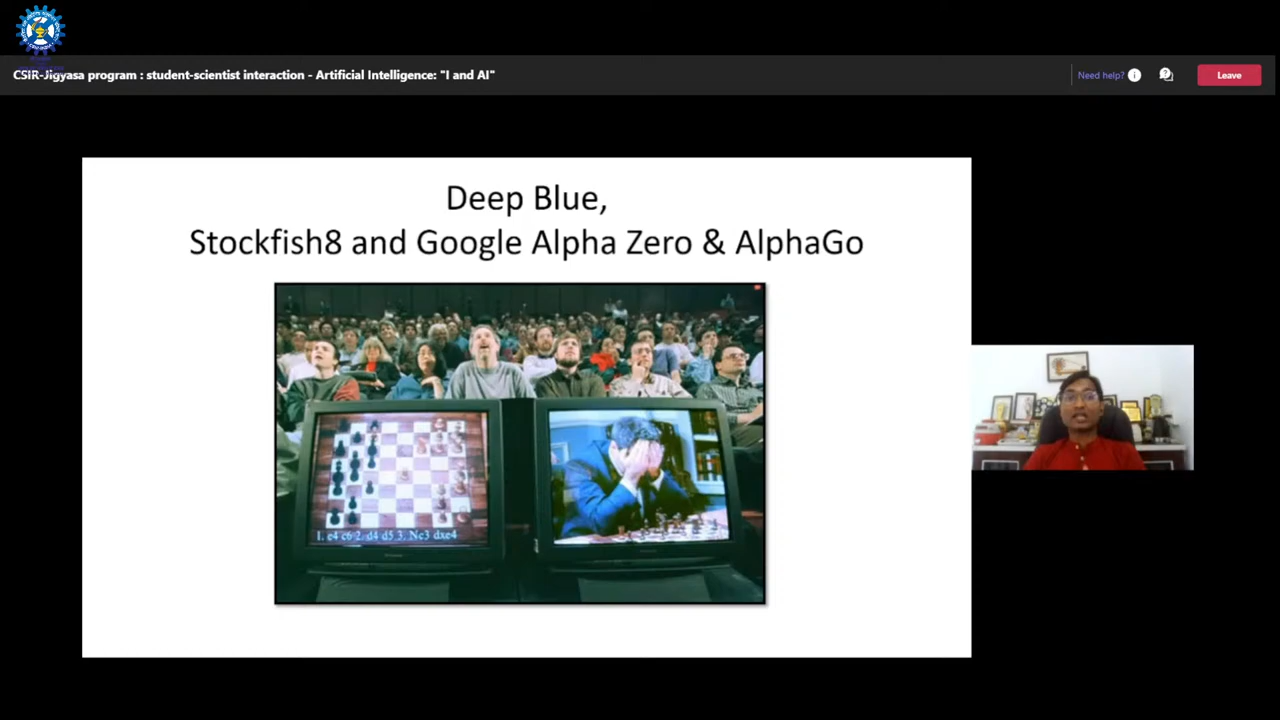 CSIR-Jigyasa program : student-scientist interaction - Artificial Intelligence: "I and AI"
Need help?
Leave
Deep Blue,
Stockfish8 and Google Alpha Zero & AlphaGo
1. e4 c6 2. d4 d5 3. Nc3 dxe4